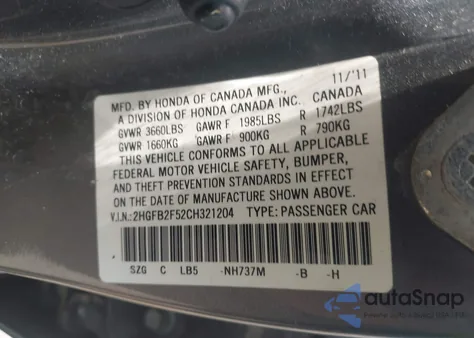 MFD. BY HONDA OF CANADA MFG., 11/'11
A DIVISION OF HONDA CANADA INC. CANADA
GVWR 3660LBS GAWR F 1985LBS R 1742LBS
GVWR 1660KG GAWR F 900KG R 790KG
THIS VEHICLE CONFORMS TO ALL APPLICABLE
FEDERAL MOTOR VEHICLE SAFETY, BUMPER,
AND THEFT PREVENTION STANDARDS IN EFFECT
ON THE DATE OF MANUFACTURE SHOWN ABOVE.
V.I.N.:2HGFB2F52CH321204 TYPE: PASSENGER CAR
SZG C LB5 -NH737M -B -H
autoSnap